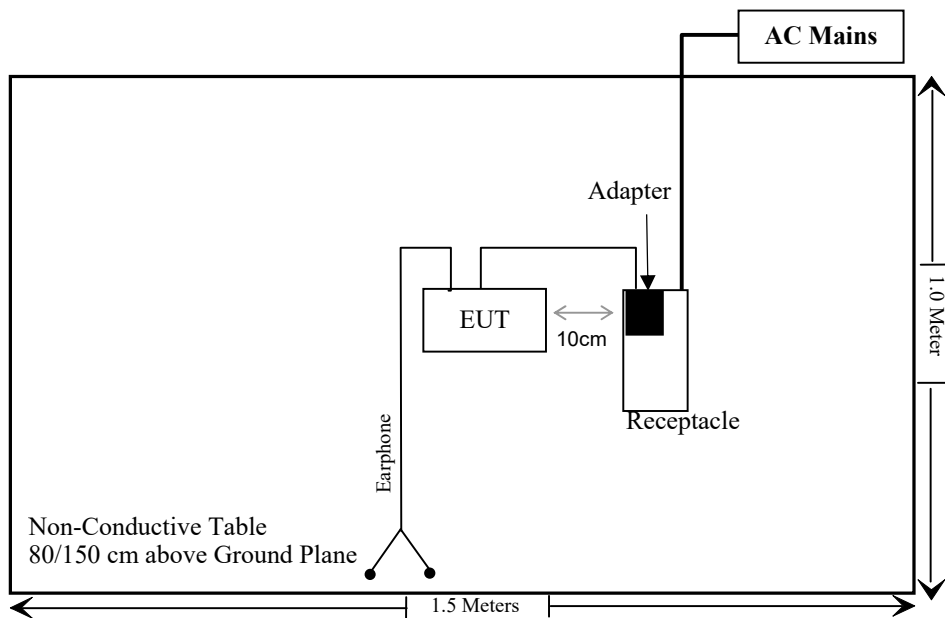 AC Mains
Adapter
EUT
10cm
1.0 Meter
Receptacle
Earphone
Non-Conductive Table
80/150 cm above Ground Plane
1.5 Meters